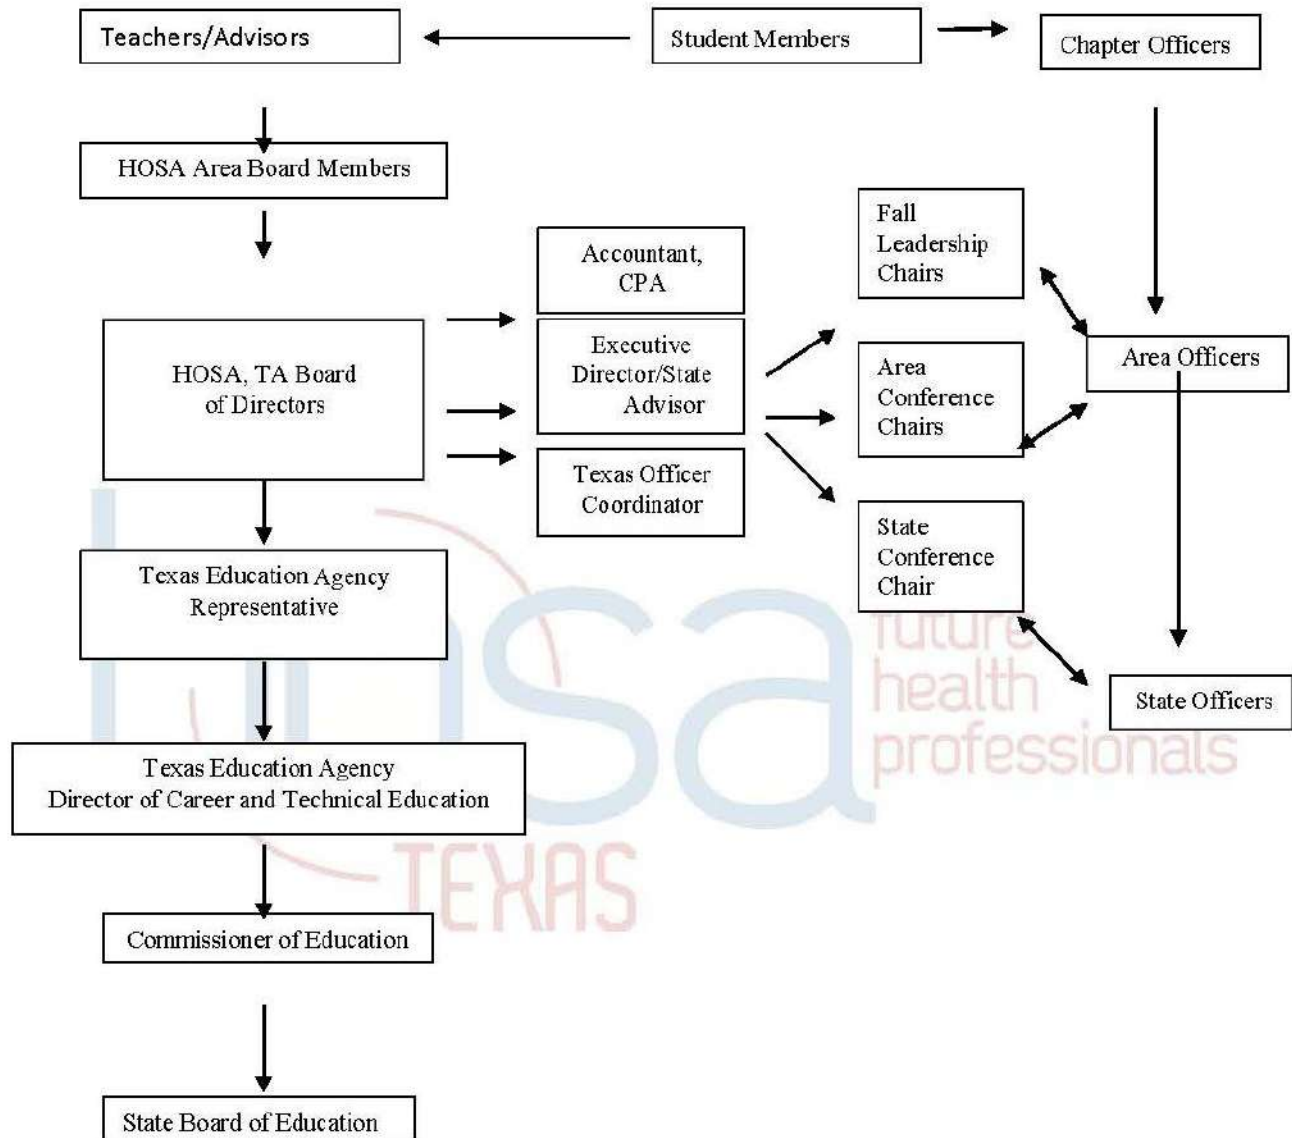 Teachers/Advisors
Student Members
Chapter Officers
HOSA Area Board Members
Accountant,
CPA
Fall
Leadership
Chairs
HOSA, TA Board
of Directors
Executive
Director/State
Advisor
Area
Conference
Chairs
Area Officers
Texas Officer
Coordinator
State
Conference
Chair
Texas Education Agency
Representative
State Officers
Texas Education Agency
Director of Career and Technical Education
Commissioner of Education
State Board of Education
hosa
future
health
professionals
TEXAS